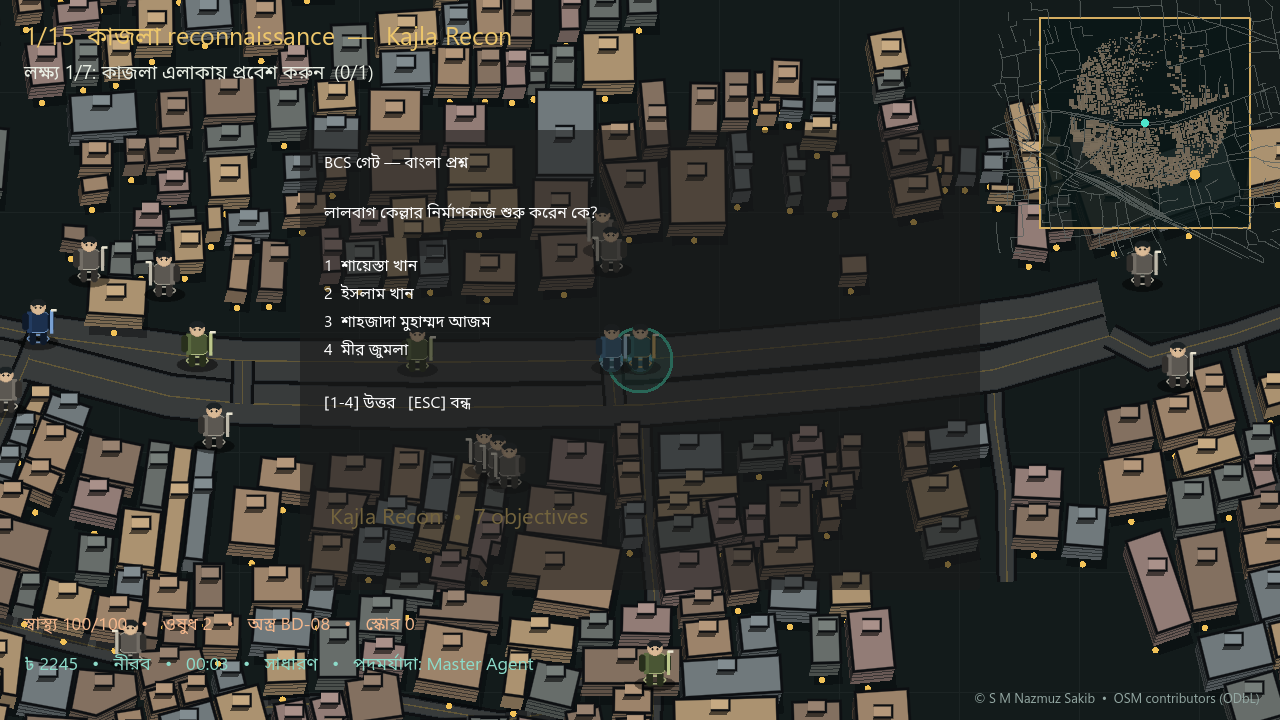 1/15 কাজলা reconnaissance — Kajla Recon
লক্ষ্য 1/7: কাজলা এলাকায় প্রবেশ করুন (0/1)
BCS গেট — বাংলা প্রশ্ন
লালবাগ কেল্লার নির্মাণকাজ শুরু করেন কে?
1 শায়েস্তা খান
2 ইসলাম খান
3 শাহজাদা মুহাম্মদ আজম
4 মীর জুমলা
[1-4] উত্তর [ESC] বন্ধ
Kajla Recon • 7 objectives
স্বাস্থ্য 100/100 • ওষুধ 2 • অস্ত্র BD-08 • স্কোর 0
৳ 2245 • নীরব • 00:03 • সাধারণ • পদমর্যাদা: Master Agent
© S M Nazmuz Sakib • OSM contributors (ODbL)